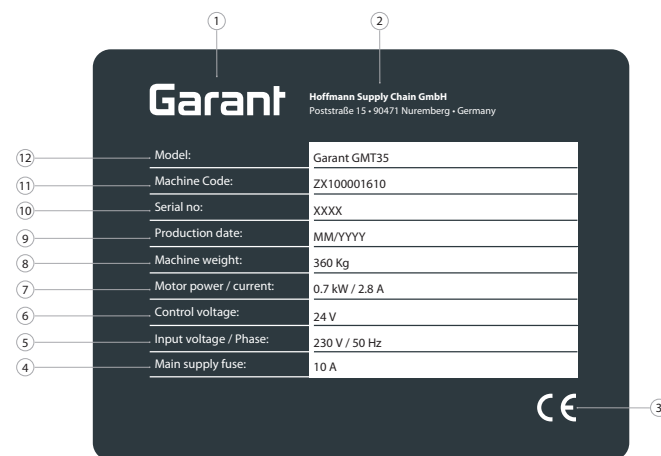 1
2
Garant
Hoffmann Supply Chain GmbH
Poststraße 15 • 90471 Nuremberg • Germany
12 Model: Garant GMT35
11 Machine Code: ZX100001610
10 Serial no: XXXX
9 Production date: MM/YYYY
8 Machine weight: 360 Kg
7 Motor power / current: 0.7 kW / 2.8 A
6 Control voltage: 24 V
5 Input voltage / Phase: 230 V / 50 Hz
4 Main supply fuse: 10 A
CE 3